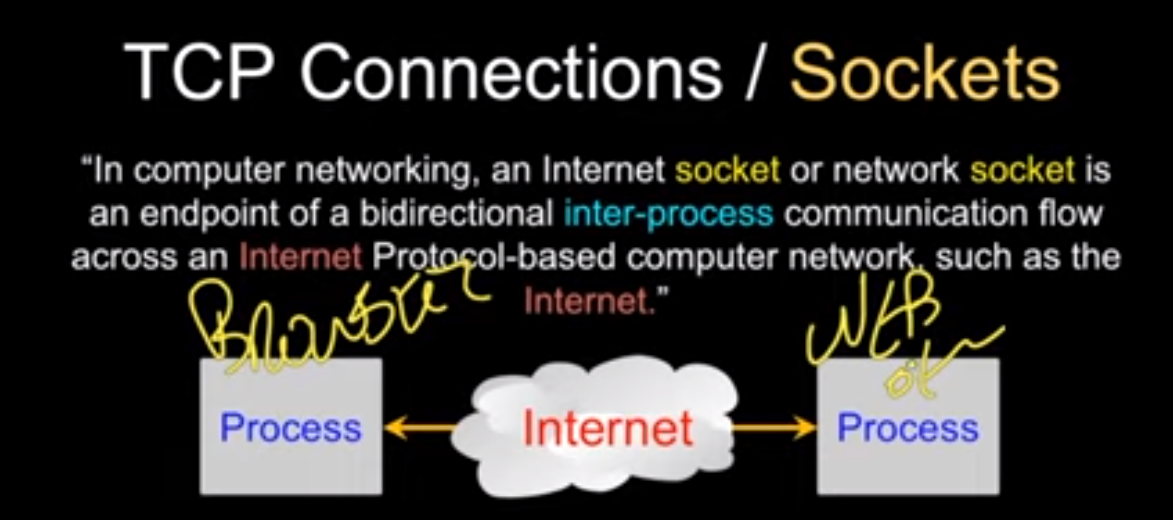 TCP Connections / Sockets
“In computer networking, an Internet socket or network socket is
an endpoint of a bidirectional inter-process communication flow
across an Internet Protocol-based computer network, such as the
Internet.”
Browser
WEB
Process
Internet
Process